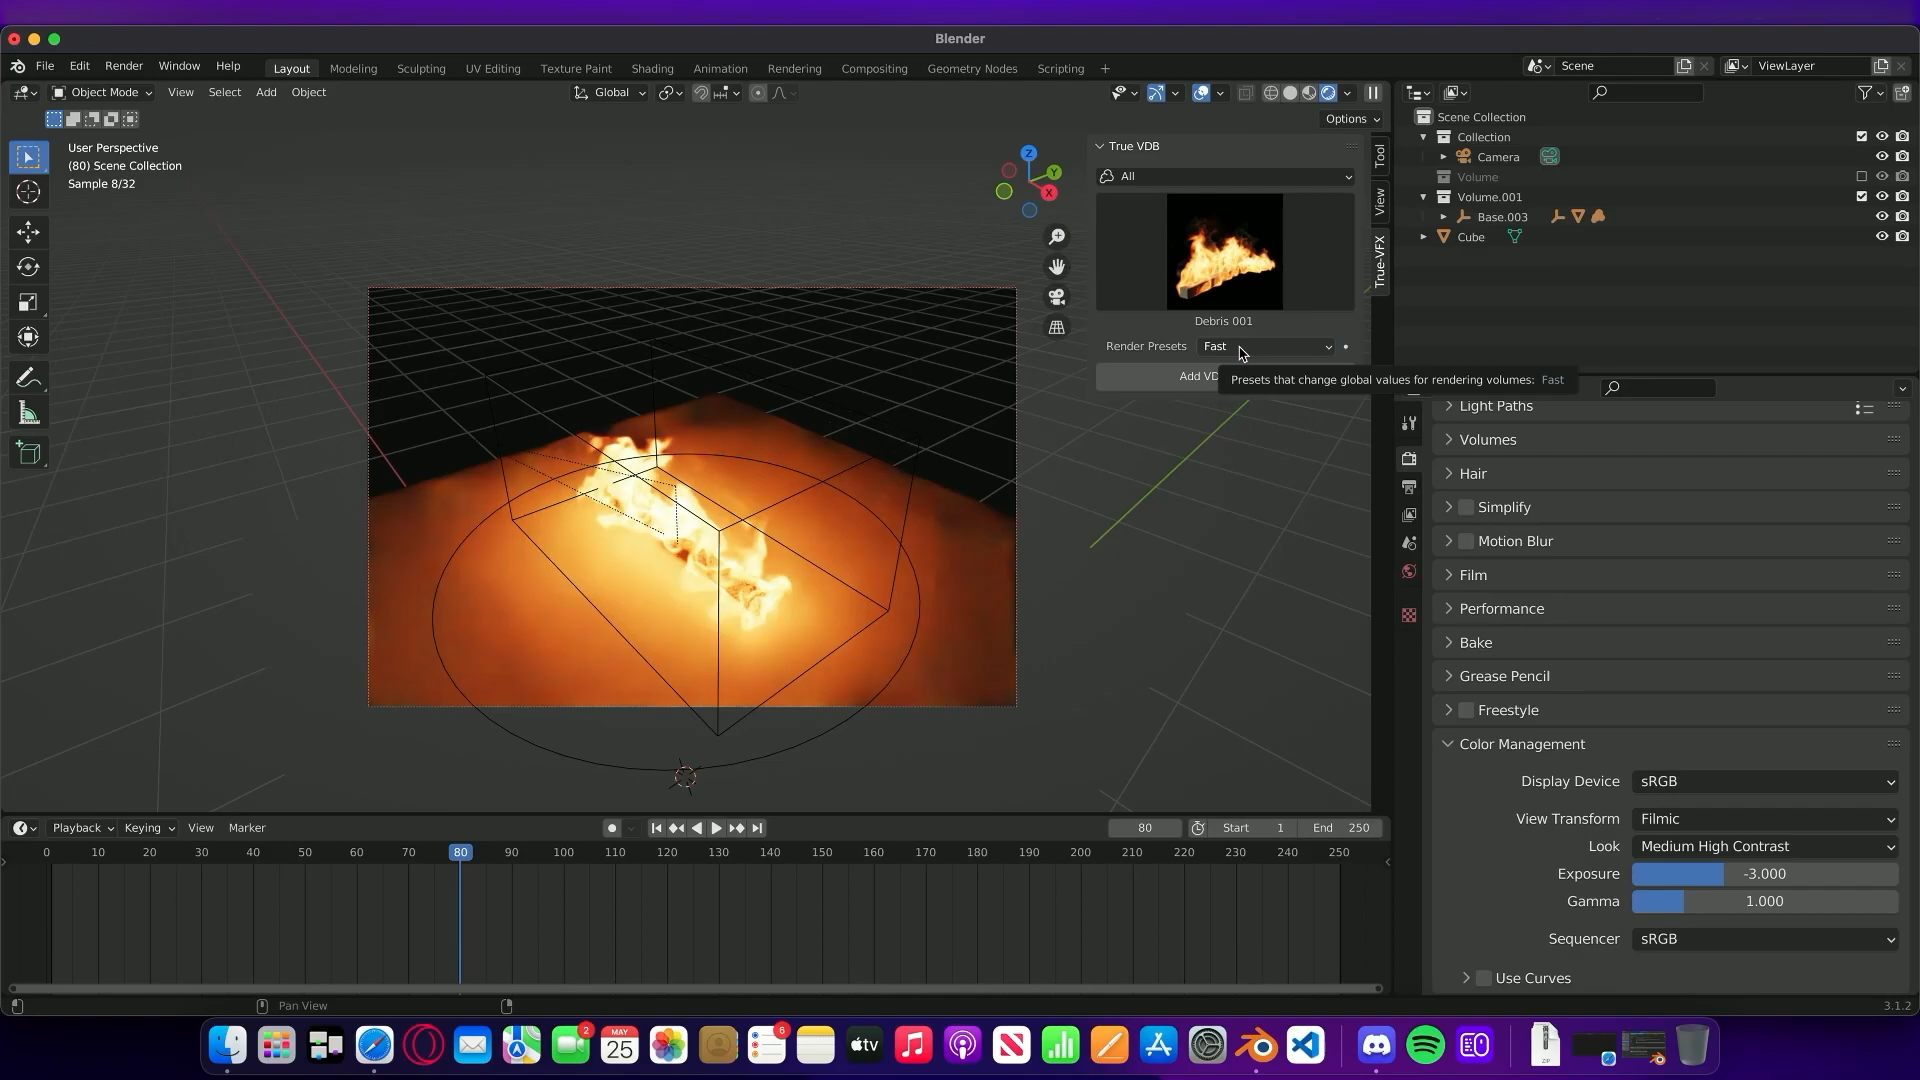 Blender
File Edit Render Window Help
Layout Modeling Sculpting UV Editing Texture Paint Shading Animation Rendering Compositing Geometry Nodes Scripting +
Scene
ViewLayer
Object Mode View Select Add Object
Global
Options
User Perspective
(80) Scene Collection
Sample 8/32
Z
Y
X
True VDB
All
Debris 001
Render Presets Fast
Add VD
Presets that change global values for rendering volumes: Fast
Tool
View
True-VFX
Scene Collection
Collection
Camera
Volume
Volume.001
Base.003
Cube
Light Paths
Volumes
Hair
Simplify
Motion Blur
Film
Performance
Bake
Grease Pencil
Freestyle
Color Management
Display Device sRGB
View Transform Filmic
Look Medium High Contrast
Exposure -3.000
Gamma 1.000
Sequencer sRGB
Use Curves
Playback Keying View Marker
80 Start 1 End 250
0 10 20 30 40 50 60 70 80 90 100 110 120 130 140 150 160 170 180 190 200 210 220 230 240 250
Pan View
3.1.2
2
MAY
25
6
tv
ZIP